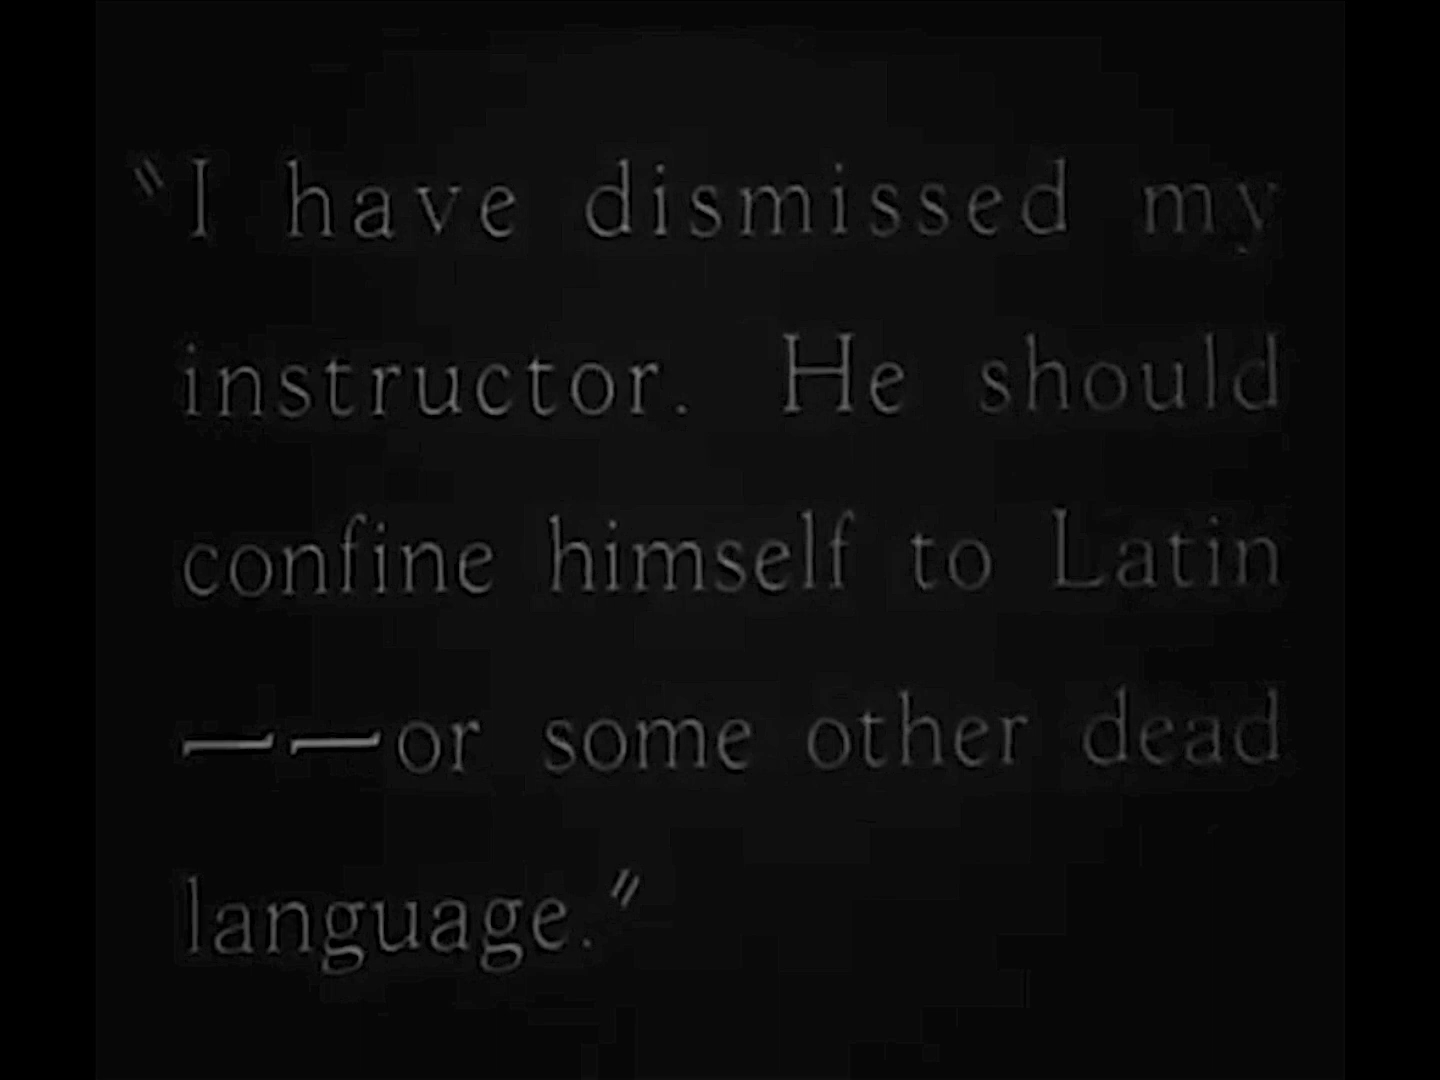 "I have dismissed my
instructor. He should
confine himself to Latin
——or some other dead
language."